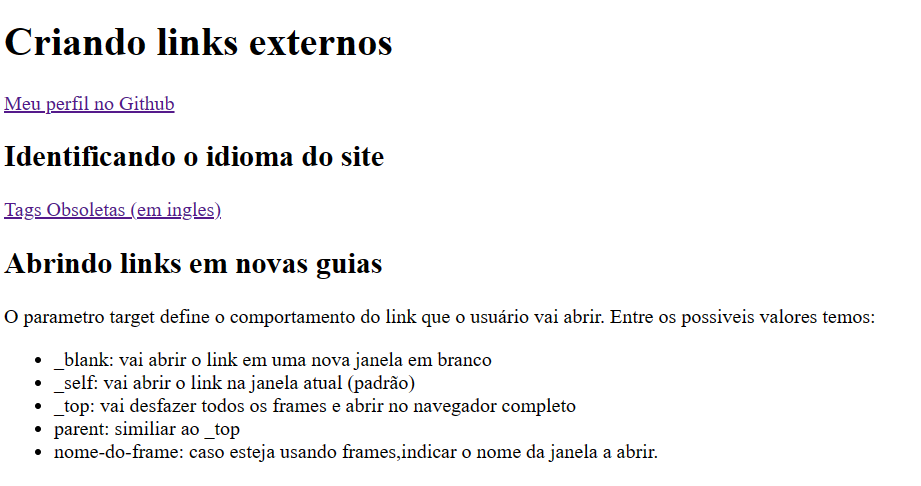 Criando links externos
Meu perfil no Github
Identificando o idioma do site
Tags Obsoletas (em ingles)
Abrindo links em novas guias
O parametro target define o comportamento do link que o usuário vai abrir. Entre os possiveis valores temos:
_blank: vai abrir o link em uma nova janela em branco
_self: vai abrir o link na janela atual (padrão)
_top: vai desfazer todos os frames e abrir no navegador completo
parent: similiar ao _top
nome-do-frame: caso esteja usando frames,indicar o nome da janela a abrir.